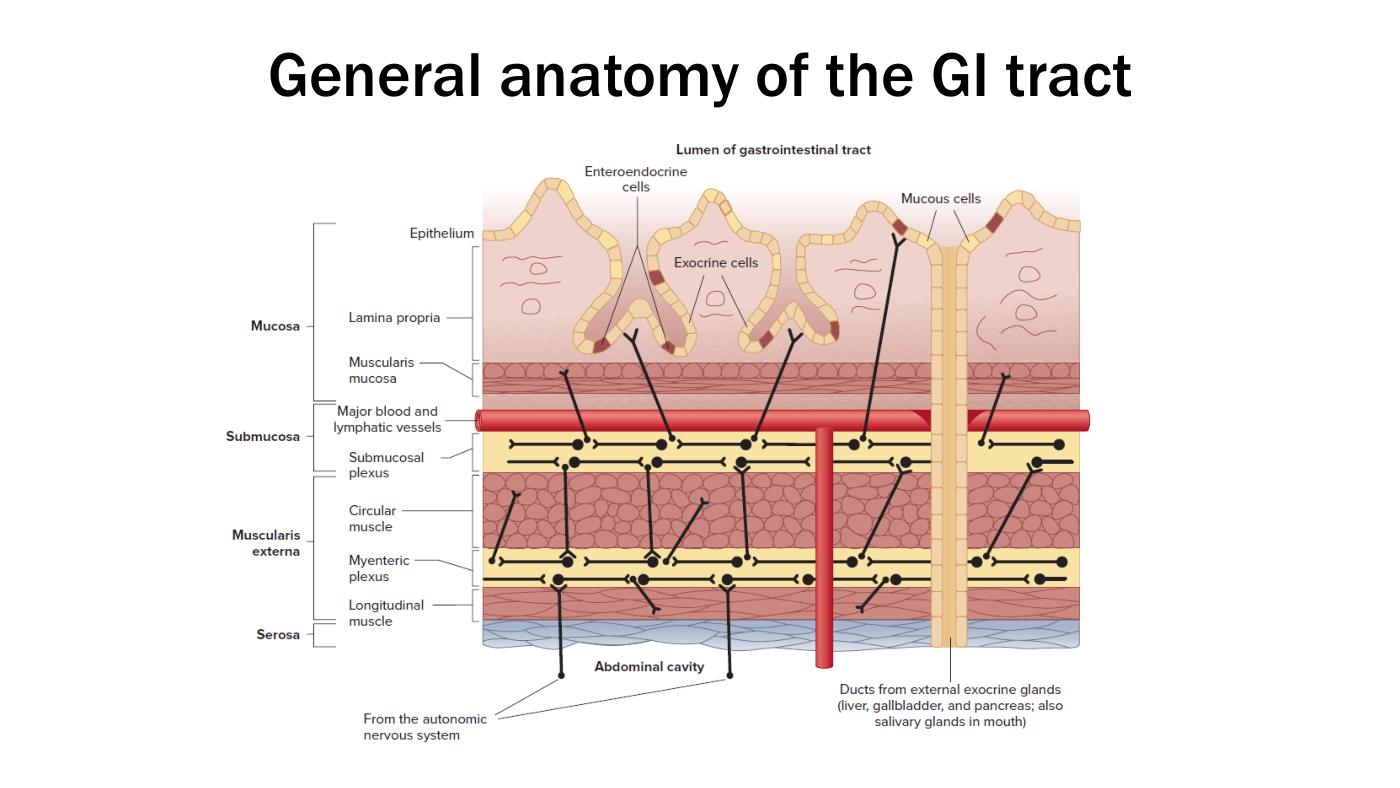 General anatomy of the GI tract
Lumen of gastrointestinal tract
Enteroendocrine
cells
Mucous cells
Epithelium
Exocrine cells
Mucosa
Lamina propria
Muscularis
mucosa
Major blood and
lymphatic vessels
Submucosa
Submucosal
plexus
Circular
muscle
Muscularis
externa
Myenteric
plexus
Longitudinal
muscle
Serosa
Abdominal cavity
Ducts from external exocrine glands
(liver, gallbladder, and pancreas; also
salivary glands in mouth)
From the autonomic
nervous system